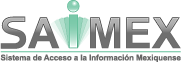 SAIMEX
Sistema de Acceso a la Información Mexiquense